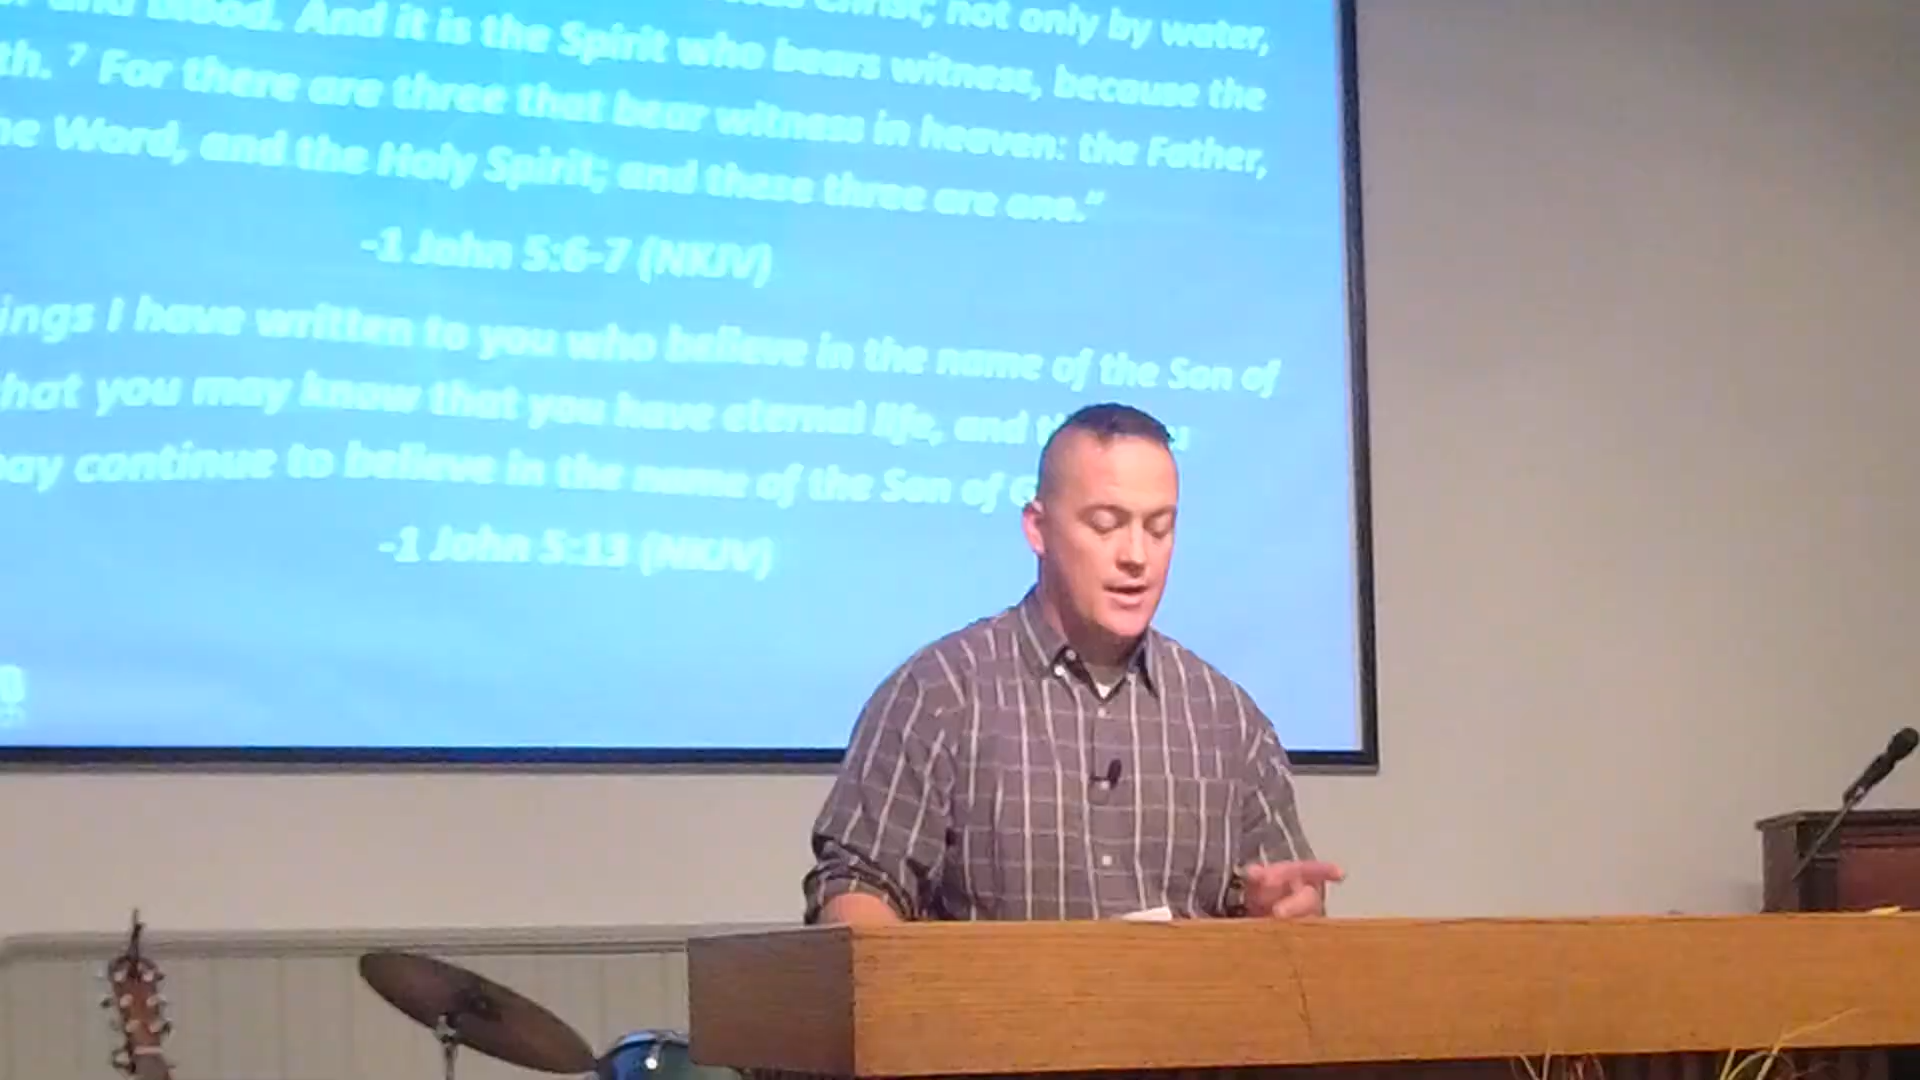 and blood. And it is the Spirit who bears witness, because the
Christ; not only by water,
th. 7 For there are three that bear witness in heaven: the Father,
he Word, and the Holy Spirit; and these three are one.”
-1 John 5:6-7 (NKJV)
ings I have written to you who believe in the name of the Son of
hat you may know that you have eternal life, and
ay continue to believe in the name of the Son of G
-1 John 5:13 (NKJV)